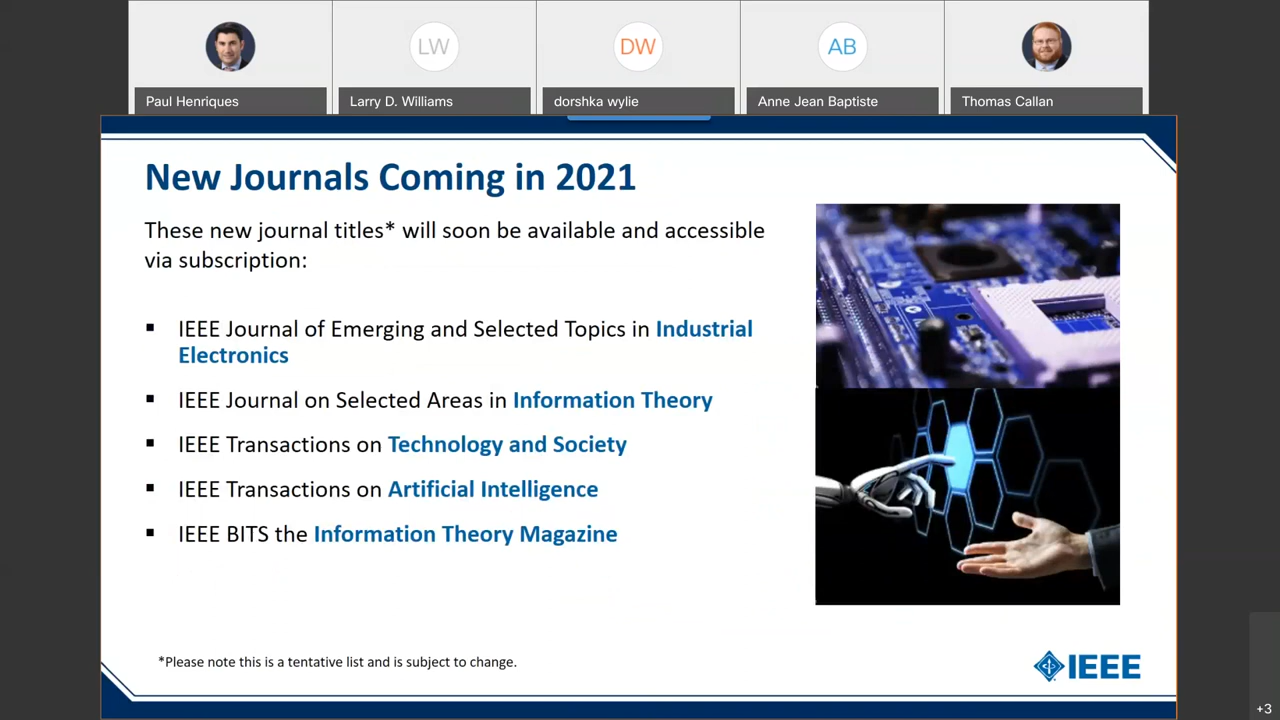 LW
DW
AB
Paul Henriques
Larry D. Williams
dorshka wylie
Anne Jean Baptiste
Thomas Callan
New Journals Coming in 2021
These new journal titles* will soon be available and accessible
via subscription:
▪ IEEE Journal of Emerging and Selected Topics in Industrial
Electronics
▪ IEEE Journal on Selected Areas in Information Theory
▪ IEEE Transactions on Technology and Society
▪ IEEE Transactions on Artificial Intelligence
▪ IEEE BITS the Information Theory Magazine
*Please note this is a tentative list and is subject to change.
IEEE
+3